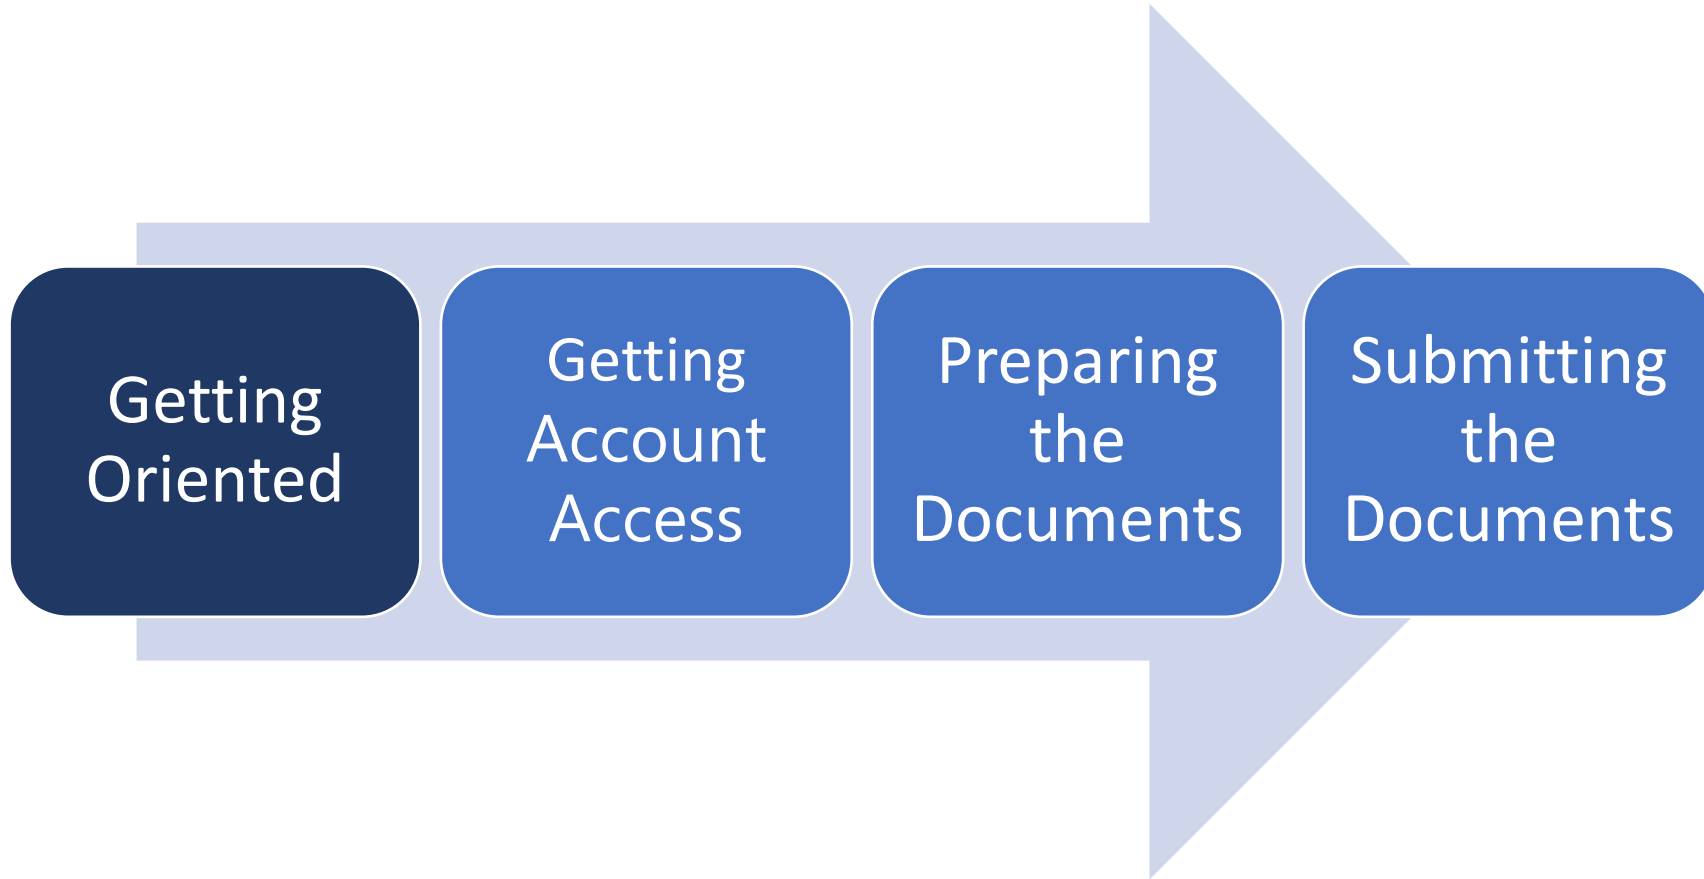 Getting
Oriented
Getting
Account
Access
Preparing
the
Documents
Submitting
the
Documents